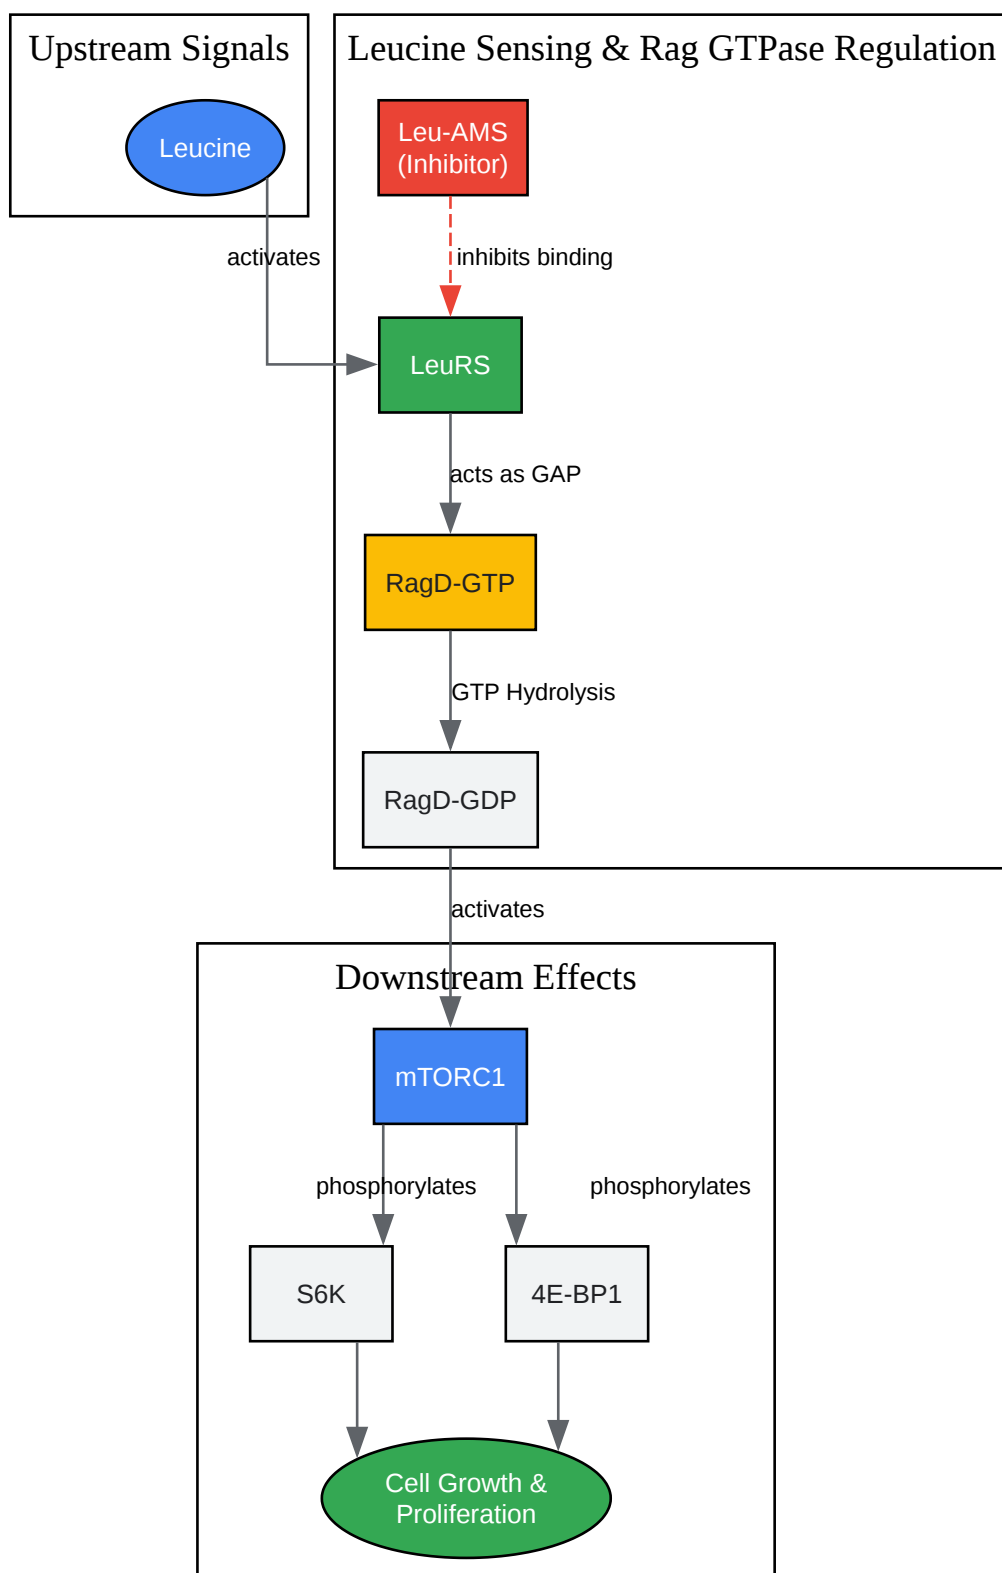 Upstream Signals
Leucine Sensing & Rag GTPase Regulation
Leucine
Leu-AMS
(Inhibitor)
activates
inhibits binding
LeuRS
acts as GAP
RagD-GTP
GTP Hydrolysis
RagD-GDP
activates
Downstream Effects
mTORC1
phosphorylates
phosphorylates
S6K
4E-BP1
Cell Growth &
Proliferation